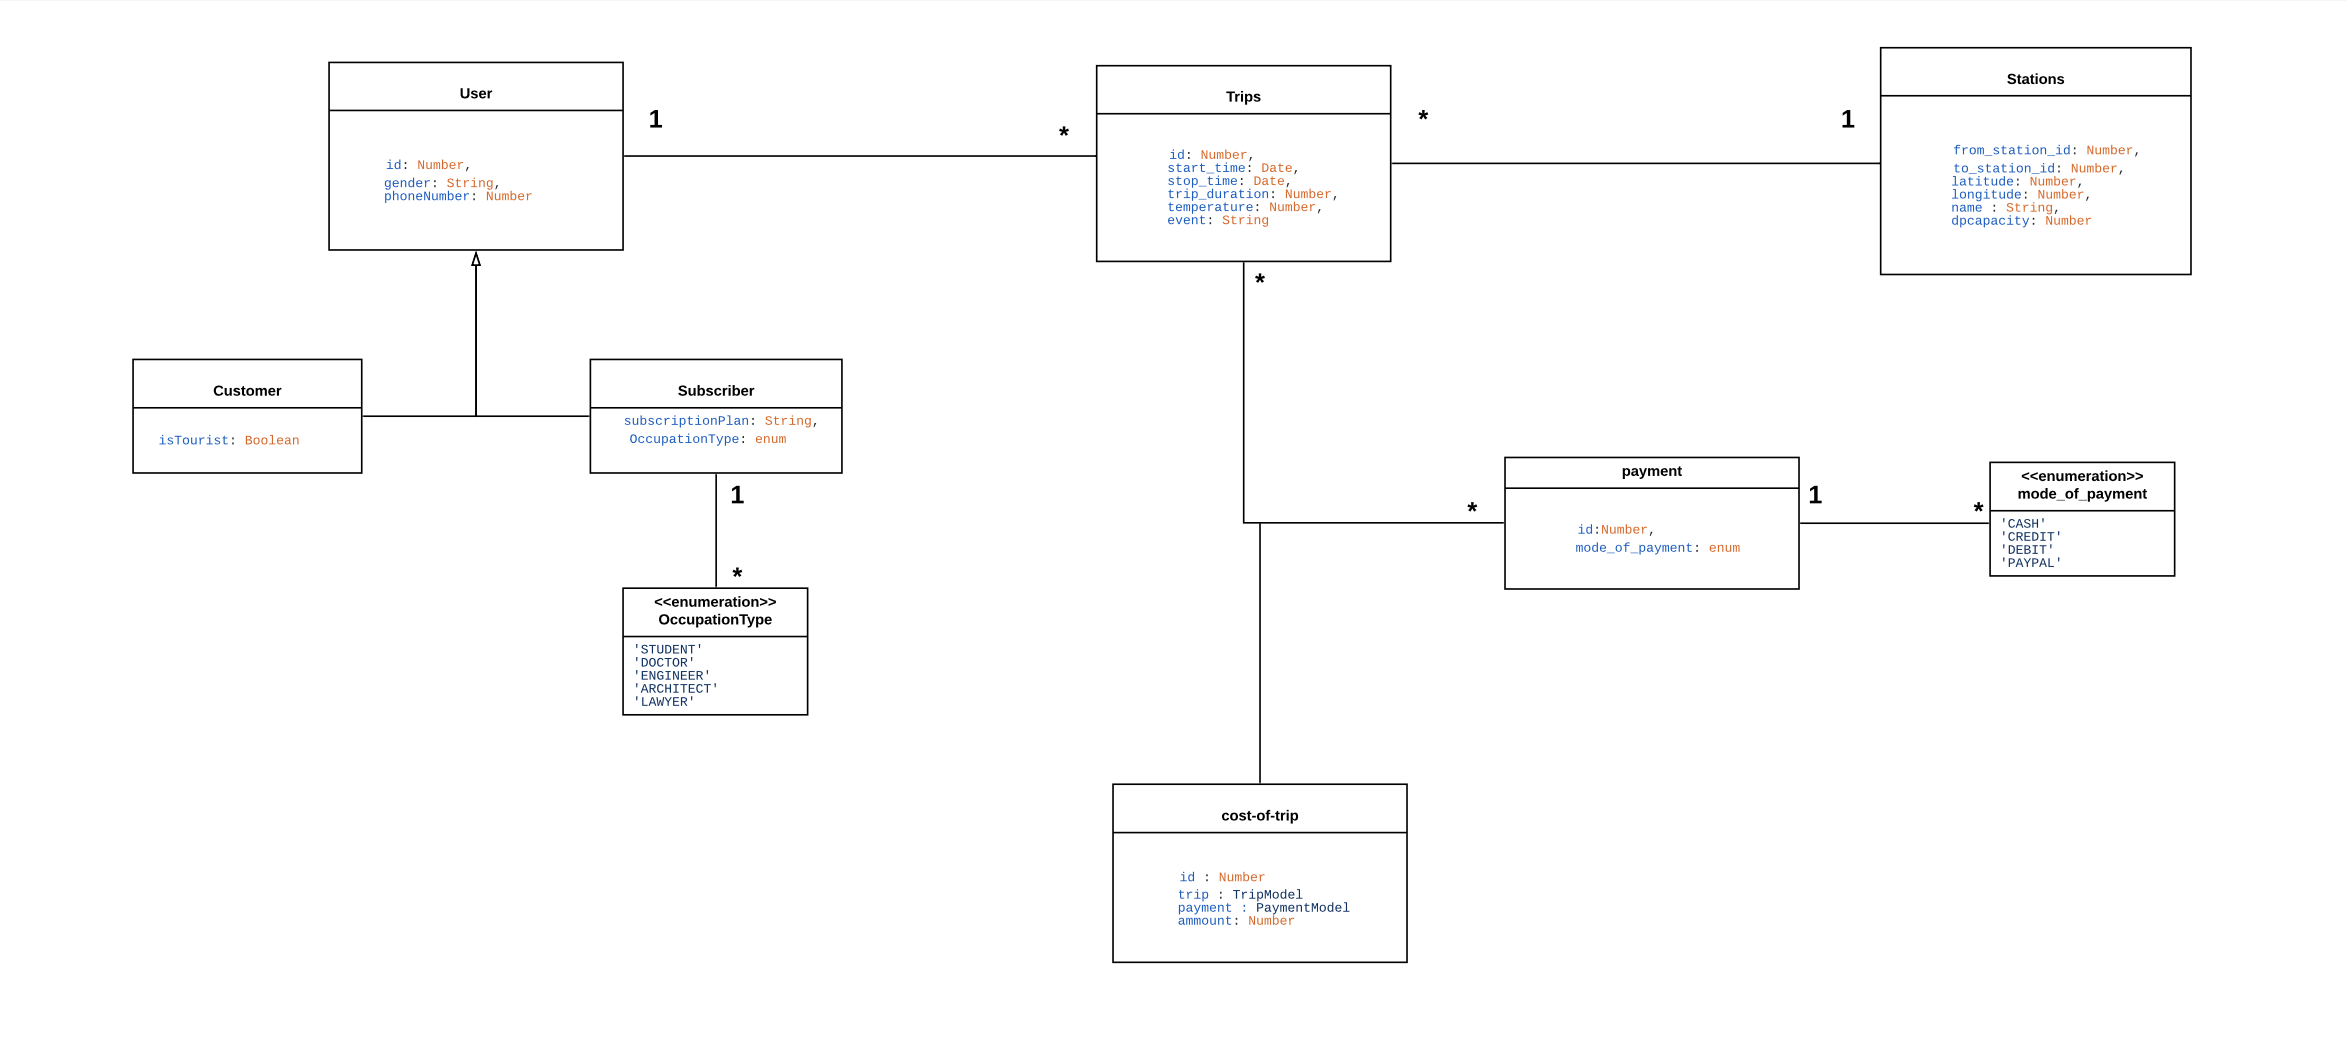 User
id: Number,
gender: String,
phoneNumber: Number
1
*
Trips
id: Number,
start_time: Date,
stop_time: Date,
trip_duration: Number,
temperature: Number,
event: String
*
1
Stations
from_station_id: Number,
to_station_id: Number,
latitude: Number,
longitude: Number,
name : String,
dpcapacity: Number
Customer
isTourist: Boolean
Subscriber
subscriptionPlan: String,
OccupationType: enum
1
*
<<enumeration>>
OccupationType
'STUDENT'
'DOCTOR'
'ENGINEER'
'ARCHITECT'
'LAWYER'
*
*
payment
id:Number,
mode_of_payment: enum
1
*
<<enumeration>>
mode_of_payment
'CASH'
'CREDIT'
'DEBIT'
'PAYPAL'
cost-of-trip
id : Number
trip : TripModel
payment : PaymentModel
ammount: Number